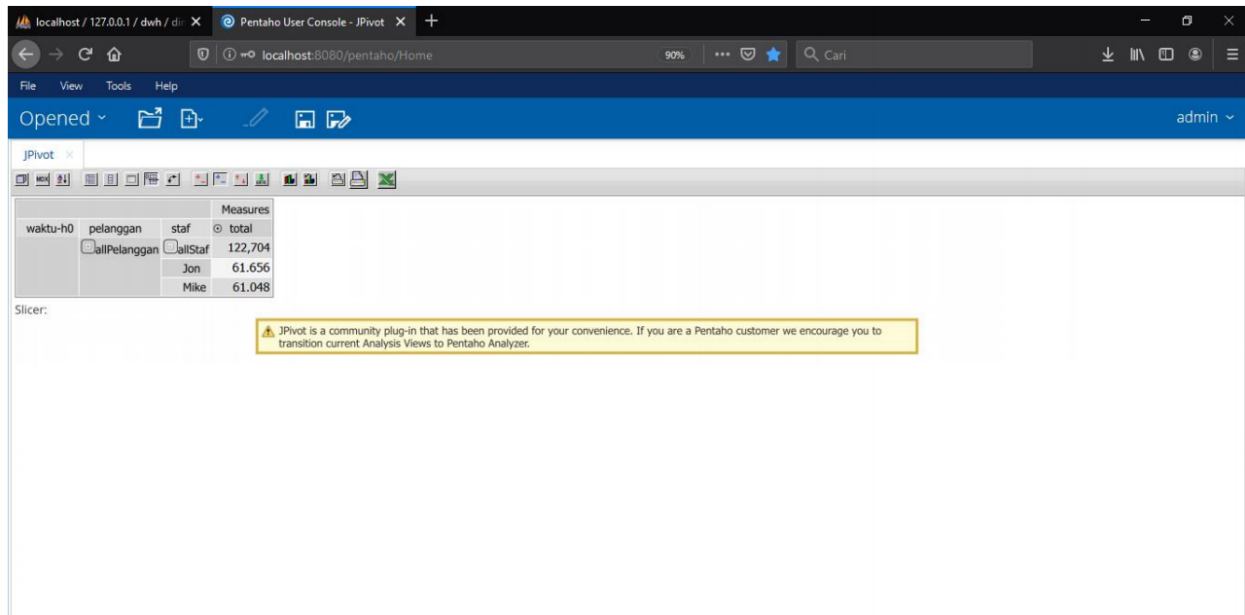 localhost / 127.0.0.1 / dwh / din
Pentaho User Console - JPivot
localhost:8080/pentaho/Home
90%
Cari
File View Tools Help
Opened
admin
JPivot
MDX
Measures
waktu-h0 pelanggan staf total
allPelanggan allStaf 122,704
Jon 61.656
Mike 61.048
Slicer:
JPivot is a community plug-in that has been provided for your convenience. If you are a Pentaho customer we encourage you to
transition current Analysis Views to Pentaho Analyzer.